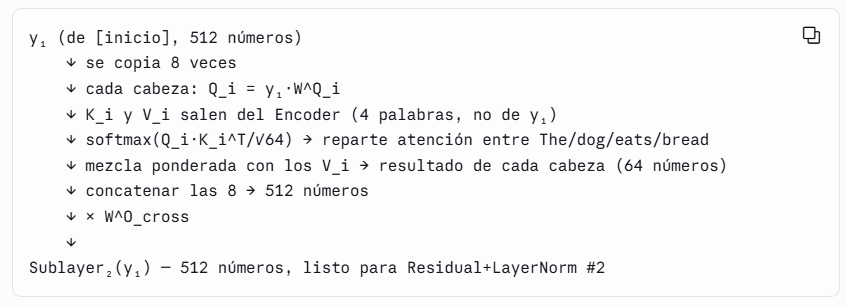 y₁ (de [inicio], 512 números)
↓ se copia 8 veces
↓ cada cabeza: Q_i = y₁·W^Q_i
↓ K_i y V_i salen del Encoder (4 palabras, no de y₁)
↓ softmax(Q_i·K_i^T/√64) → reparte atención entre The/dog/eats/bread
↓ mezcla ponderada con los V_i → resultado de cada cabeza (64 números)
↓ concatenar las 8 → 512 números
↓ × W^O_cross
↓
Sublayer₂(y₁) — 512 números, listo para Residual+LayerNorm #2